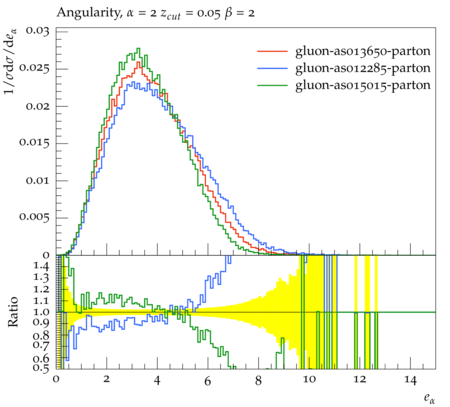 Angularity, α = 2 z_cut = 0.05 β = 2
1/σdσ/de_α
0.03
0.025
0.02
0.015
0.01
0.005
0
gluon-as013650-parton
gluon-as012285-parton
gluon-as015015-parton
Ratio
1.4
1.3
1.2
1.1
1.0
0.9
0.8
0.7
0.6
0.5
0 2 4 6 8 10 12 14
e_α